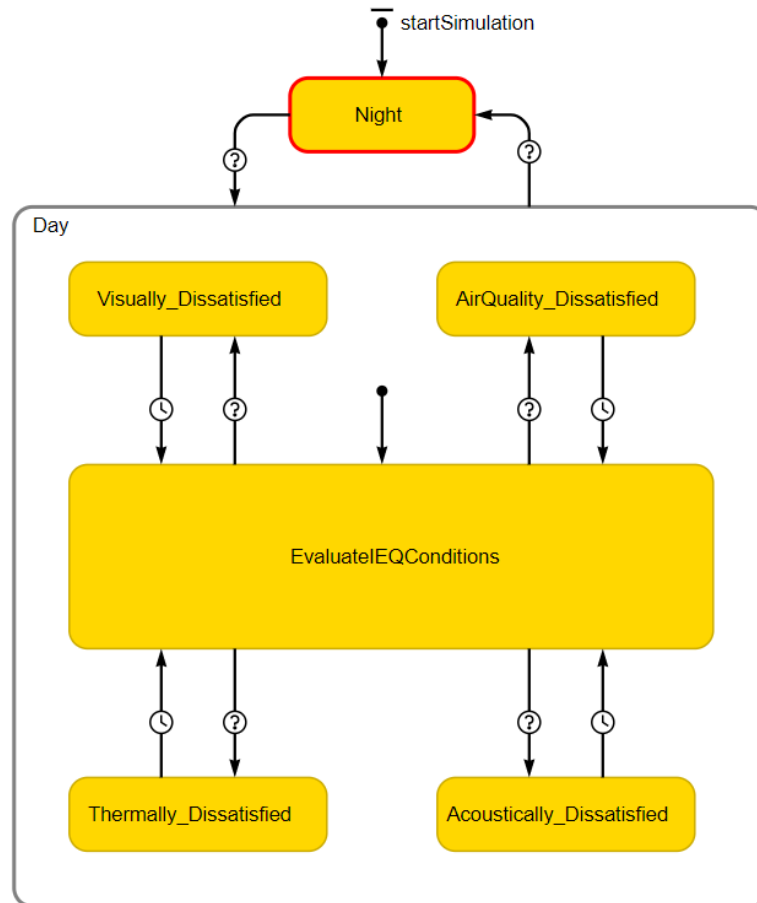 startSimulation
Night
?
?
Day
Visually_Dissatisfied
AirQuality_Dissatisfied
?
?
EvaluateIEQConditions
?
?
Thermally_Dissatisfied
Acoustically_Dissatisfied